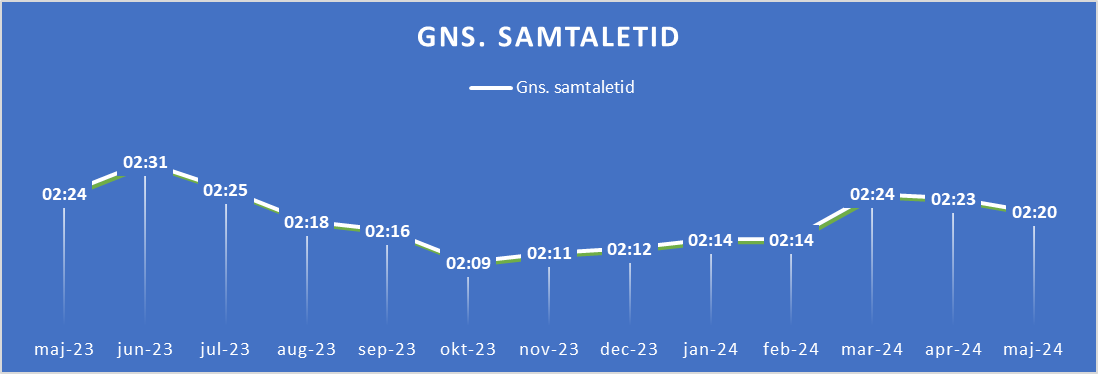 GNS. SAMTALETID
Gns. samtaletid
02:24 02:31 02:25 02:18 02:16 02:09 02:11 02:12 02:14 02:14 02:24 02:23 02:20
maj-23 jun-23 jul-23 aug-23 sep-23 okt-23 nov-23 dec-23 jan-24 feb-24 mar-24 apr-24 maj-24